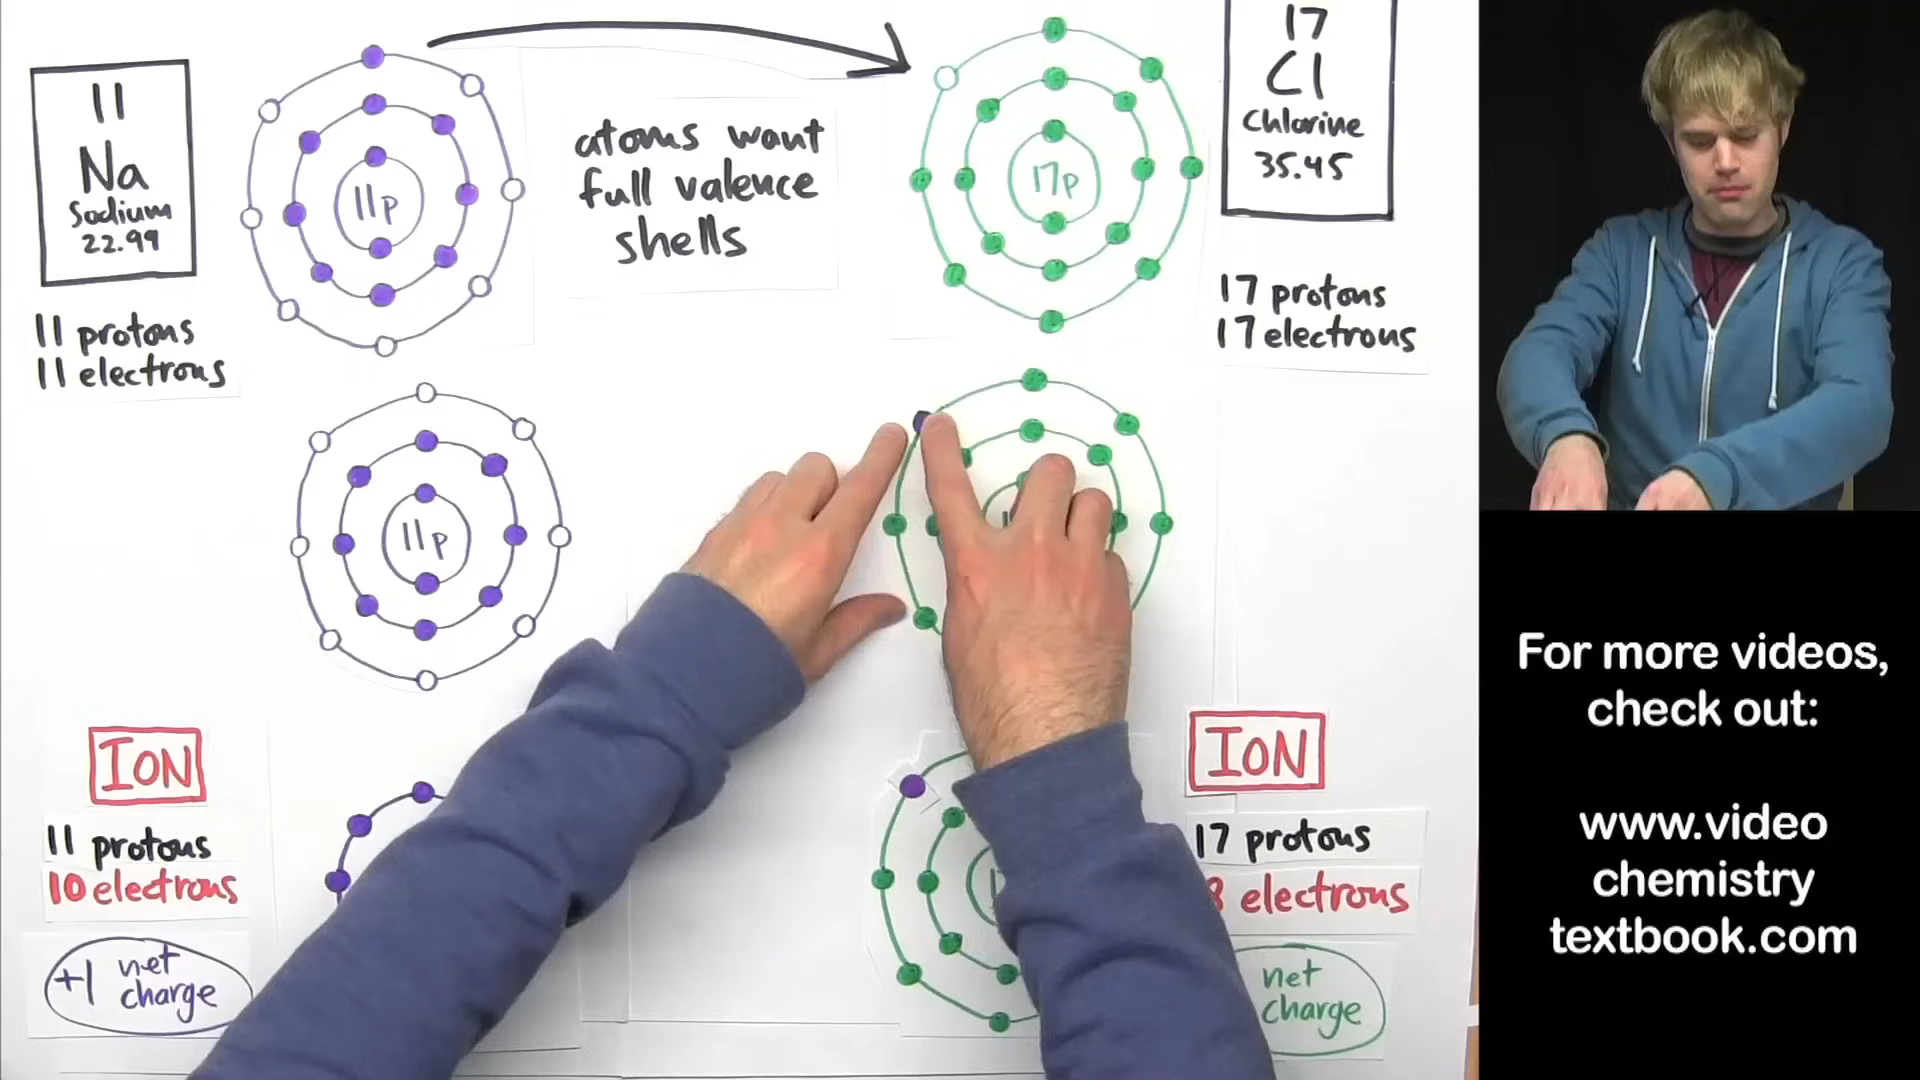 11
Na
Sodium
22.99
11 protons
11 electrons
11p
atoms want
full valence
shells
17p
17
Cl
Chlorine
35.45
17 protons
17 electrons
11p
ION
11 protons
10 electrons
+1 net
charge
ION
17 protons
8 electrons
net
charge
For more videos,
check out:
www.video
chemistry
textbook.com